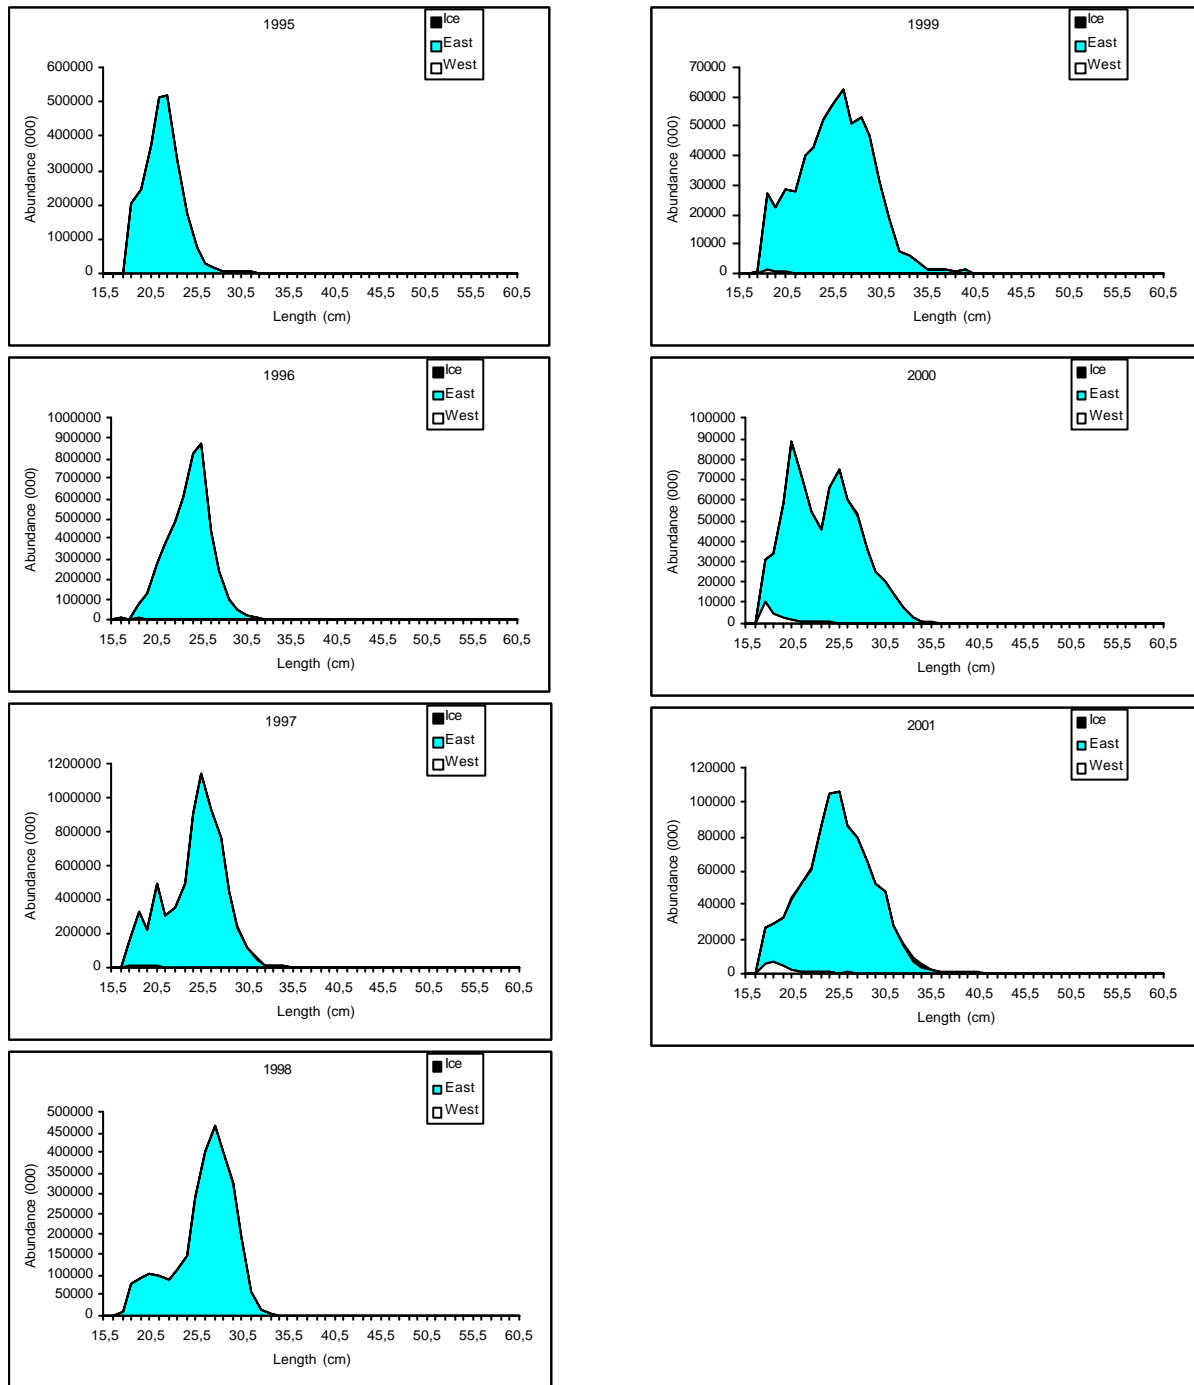 1995
Ice
East
West
Abundance (000)
600000
500000
400000
300000
200000
100000
0
15,5 20,5 25,5 30,5 35,5 40,5 45,5 50,5 55,5 60,5
Length (cm)
1996
Ice
East
West
Abundance (000)
1000000
900000
800000
700000
600000
500000
400000
300000
200000
100000
0
15,5 20,5 25,5 30,5 35,5 40,5 45,5 50,5 55,5 60,5
Length (cm)
1997
Ice
East
West
Abundance (000)
1200000
1000000
800000
600000
400000
200000
0
15,5 20,5 25,5 30,5 35,5 40,5 45,5 50,5 55,5 60,5
Length (cm)
1998
Ice
East
West
Abundance (000)
500000
450000
400000
350000
300000
250000
200000
150000
100000
50000
0
15,5 20,5 25,5 30,5 35,5 40,5 45,5 50,5 55,5 60,5
Length (cm)
1999
Ice
East
West
Abundance (000)
70000
60000
50000
40000
30000
20000
10000
0
15,5 20,5 25,5 30,5 35,5 40,5 45,5 50,5 55,5 60,5
Length (cm)
2000
Ice
East
West
Abundance (000)
100000
90000
80000
70000
60000
50000
40000
30000
20000
10000
0
15,5 20,5 25,5 30,5 35,5 40,5 45,5 50,5 55,5 60,5
Length (cm)
2001
Ice
East
West
Abundance (000)
120000
100000
80000
60000
40000
20000
0
15,5 20,5 25,5 30,5 35,5 40,5 45,5 50,5 55,5 60,5
Length (cm)